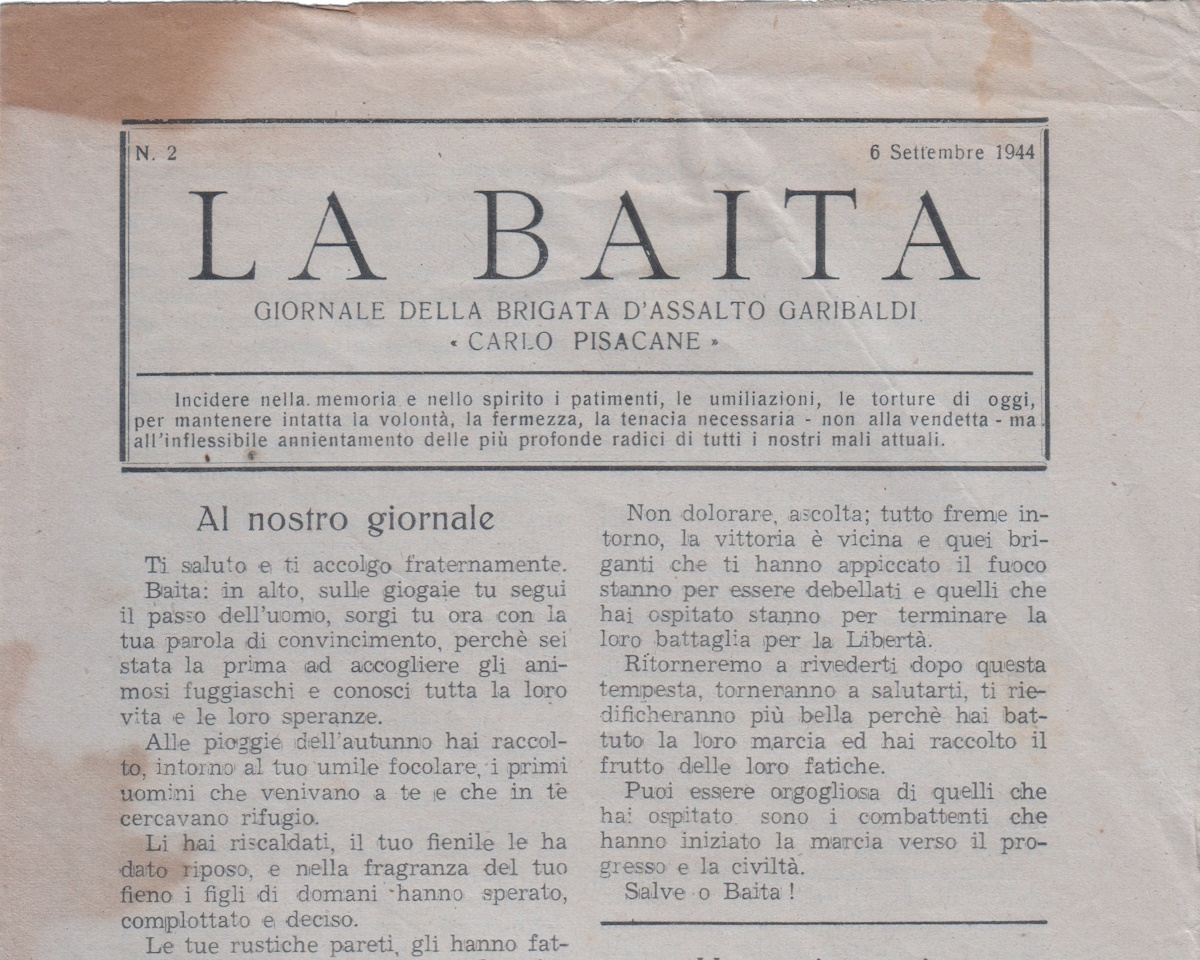 N. 2
6 Settembre 1944
LA BAITA
GIORNALE DELLA BRIGATA D'ASSALTO GARIBALDI
« CARLO PISACANE »
Incidere nella memoria e nello spirito i patimenti, le umiliazioni, le torture di oggi,
per mantenere intatta la volontà, la fermezza, la tenacia necessaria - non alla vendetta - ma
all'inflessibile annientamento delle più profonde radici di tutti i nostri mali attuali.
Al nostro giornale
Ti saluto e ti accolgo fraternamente.
Baita: in alto, sulle giogaie tu segui
il passo dell'uomo, sorgi tu ora con la
tua parola di convincimento, perchè sei
stata la prima ad accogliere gli ani-
mosi fuggiaschi e conosci tutta la loro
vita e le loro speranze.
Alle pioggie dell'autunno hai raccol-
to, intorno al tuo umile focolare, i primi
uomini che venivano a te e che in te
cercavano rifugio.
Li hai riscaldati, il tuo fienile le ha
dato riposo, e nella fragranza del tuo
fieno i figli di domani hanno sperato,
complottato e deciso.
Le tue rustiche pareti, gli hanno fat-
Non dolorare, ascolta; tutto freme in-
torno, la vittoria è vicina e quei bri-
ganti che ti hanno appiccato il fuoco
stanno per essere debellati e quelli che
hai ospitato stanno per terminare la
loro battaglia per la Libertà.
Ritorneremo a rivederti dopo questa
tempesta, torneranno a salutarti, ti rie-
dificheranno più bella perchè hai bat-
tuto la loro marcia ed hai raccolto il
frutto delle loro fatiche.
Puoi essere orgogliosa di quelli che
hai ospitato sono i combattenti che
hanno iniziato la marcia verso il pro-
gresso e la civiltà.
Salve o Baita !